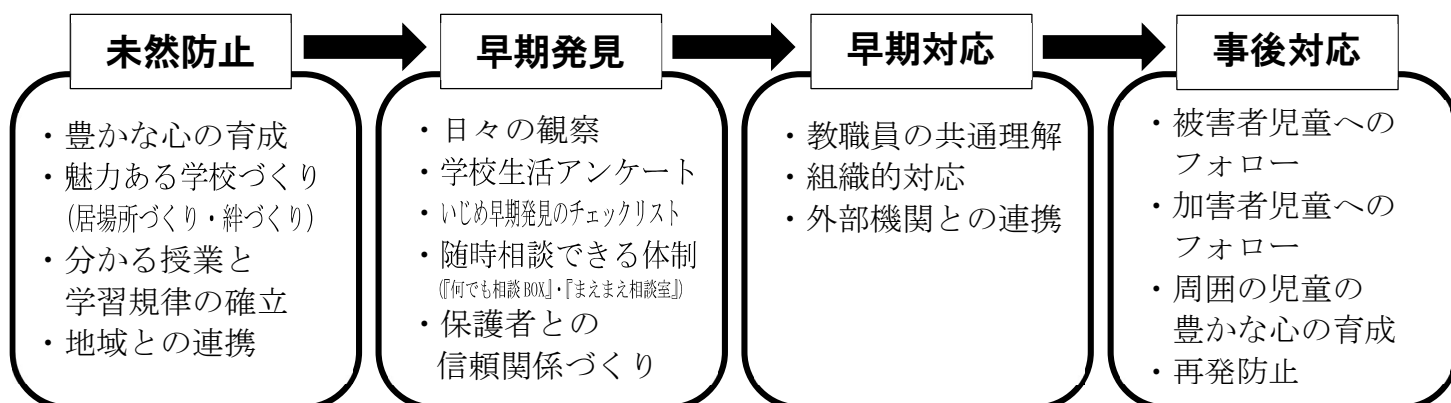 未然防止
・豊かな心の育成
・魅力ある学校づくり
(居場所づくり・絆づくり)
・分かる授業と
学習規律の確立
・地域との連携
早期発見
・日々の観察
・学校生活アンケート
・いじめ早期発見のチェックリスト
・随時相談できる体制
(『何でも相談BOX』・『まえまえ相談室』)
・保護者との
信頼関係づくり
早期対応
・教職員の共通理解
・組織的対応
・外部機関との連携
事後対応
・被害者児童への
フォロー
・加害者児童への
フォロー
・周囲の児童の
豊かな心の育成
・再発防止